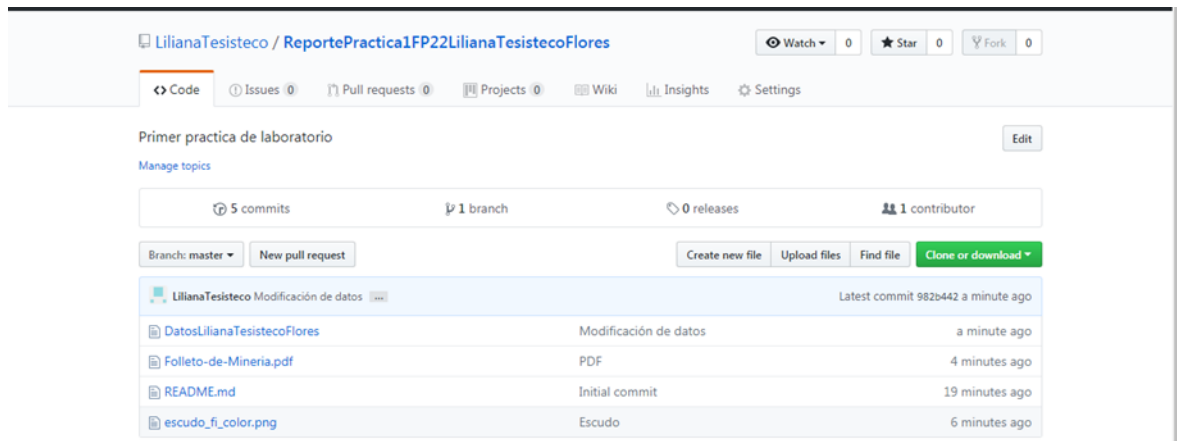 LilianaTesisteco / ReportePractica1FP22LilianaTesistecoFlores Watch 0 Star 0 Fork 0
Code Issues 0 Pull requests 0 Projects 0 Wiki Insights Settings
Primer practica de laboratorio Edit
Manage topics
5 commits 1 branch 0 releases 1 contributor
Branch: master New pull request Create new file Upload files Find file Clone or download
LilianaTesisteco Modificación de datos ... Latest commit 982b442 a minute ago
DatosLilianaTesistecoFlores Modificación de datos a minute ago
Folleto-de-Mineria.pdf PDF 4 minutes ago
README.md Initial commit 19 minutes ago
escudo_fi_color.png Escudo 6 minutes ago